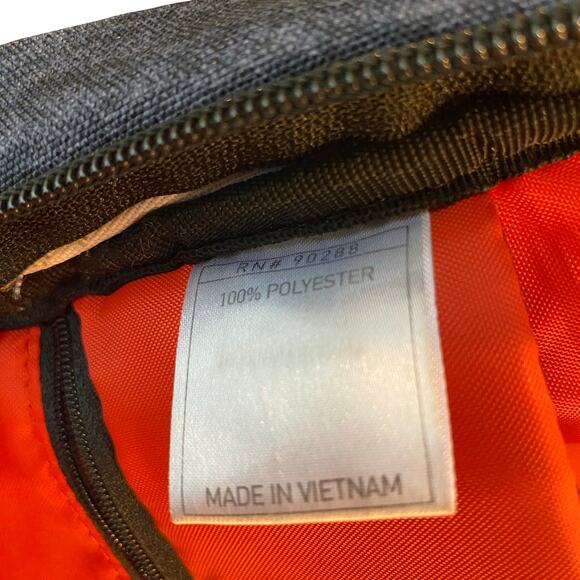 RN# 90288
100% POLYESTER
MADE IN VIETNAM